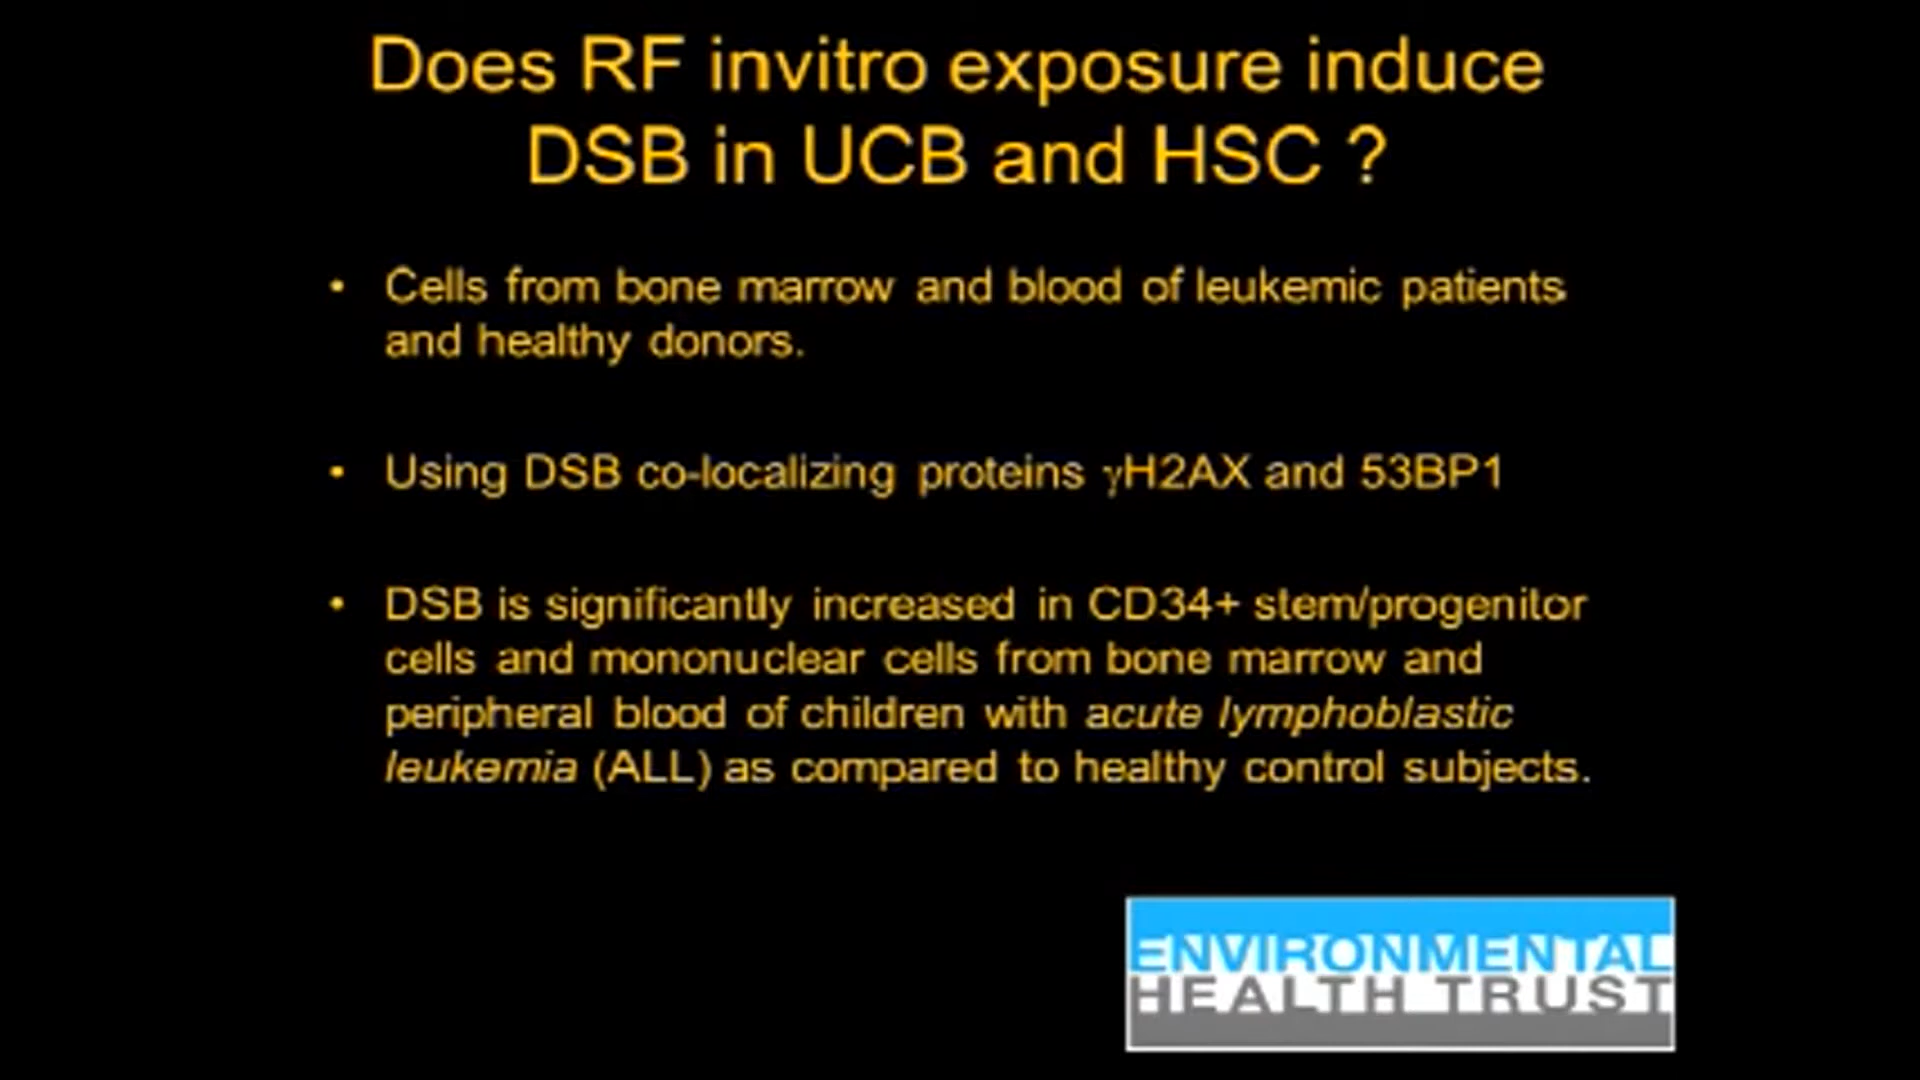 Does RF invitro exposure induce
DSB in UCB and HSC ?
• Cells from bone marrow and blood of leukemic patients
and healthy donors.
• Using DSB co-localizing proteins γH2AX and 53BP1
• DSB is significantly increased in CD34+ stem/progenitor
cells and mononuclear cells from bone marrow and
peripheral blood of children with acute lymphoblastic
leukemia (ALL) as compared to healthy control subjects.
ENVIRONMENTAL
HEALTH TRUST